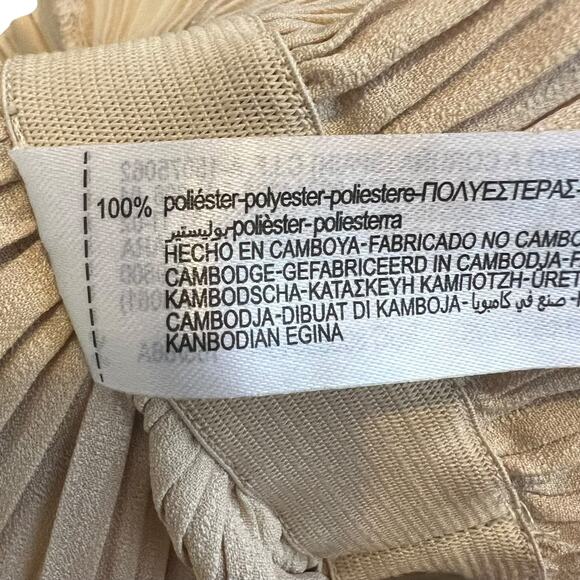 100% poliéster-polyester-poliestere-ΠΟΛΥΕΣΤΕΡΑΣ-
بوليستير-polièster-poliesterra
HECHO EN CAMBOYA-FABRICADO NO CAMBO
CAMBODGE-GEFABRICEERD IN CAMBODJA-F
KAMBODSCHA-ΚΑΤΑΣΚΕΥΗ ΚΑΜΠΟΤΖΗ-ÜRET
CAMBODJA-DIBUAT DI KAMBOJA-صنع في كامبوديا-
KANBODIAN EGINA